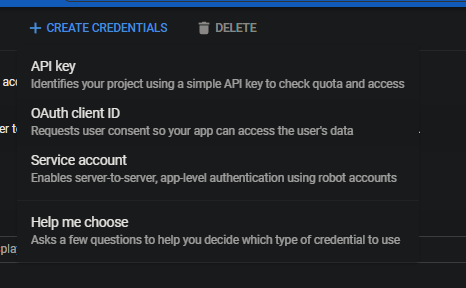 + CREATE CREDENTIALS DELETE
API key
acc Identifies your project using a simple API key to check quota and access
OAuth client ID
er to Requests user consent so your app can access the user's data
Service account
Enables server-to-server, app-level authentication using robot accounts
Help me choose
splay Asks a few questions to help you decide which type of credential to use